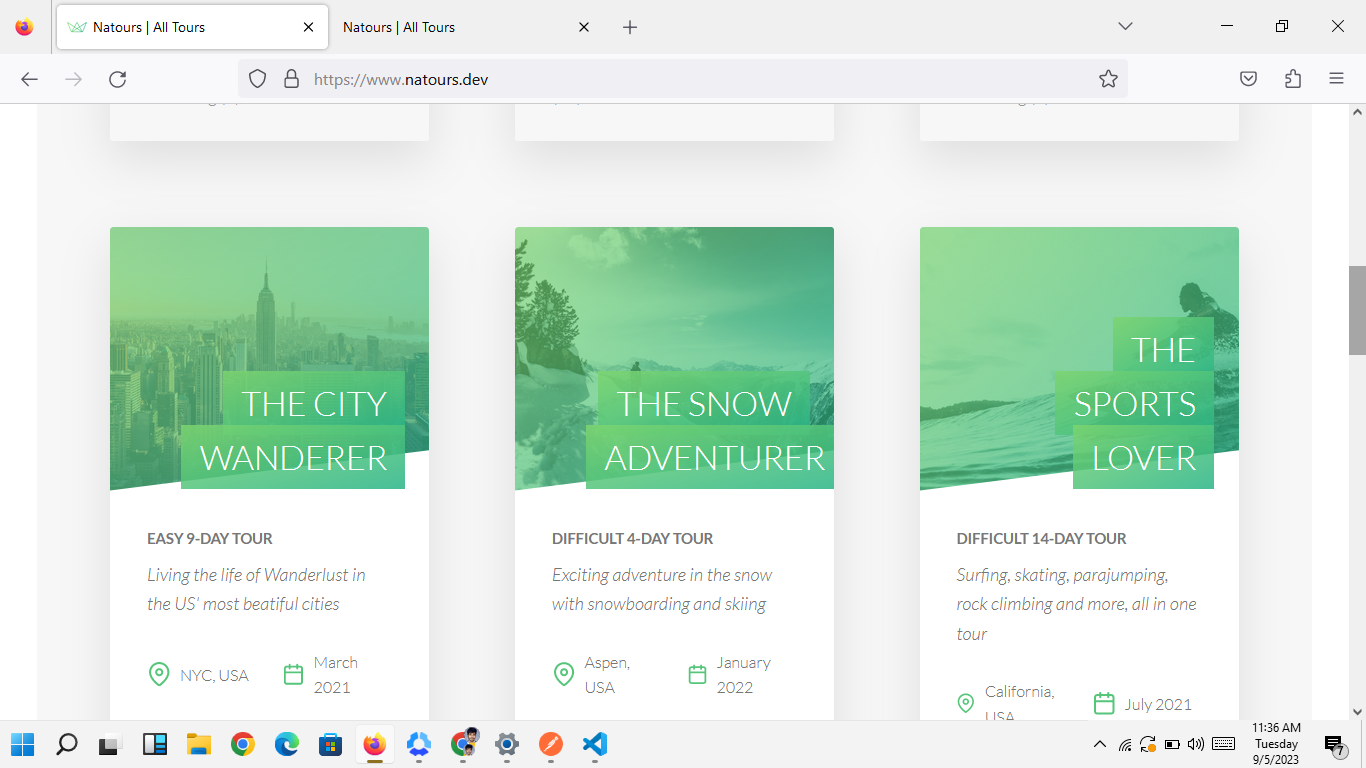 Natours | All Tours
Natours | All Tours
https://www.natours.dev
THE CITY
WANDERER
EASY 9-DAY TOUR
Living the life of Wanderlust in
the US' most beatiful cities
NYC, USA
March
2021
THE SNOW
ADVENTURER
DIFFICULT 4-DAY TOUR
Exciting adventure in the snow
with snowboarding and skiing
Aspen,
USA
January
2022
THE
SPORTS
LOVER
DIFFICULT 14-DAY TOUR
Surfing, skating, parajumping,
rock climbing and more, all in one
tour
California,
USA
July 2021
11:36 AM
Tuesday
9/5/2023
7